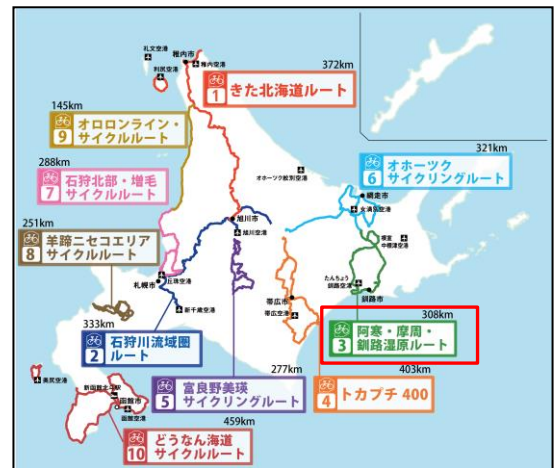 礼文空港
稚内市
稚内空港
利尻空港
372km
1 きた北海道ルート
145km
9 オロロンライン・
サイクルルート
321km
6 オホーツク
サイクリングルート
288km
7 石狩北部・増毛
サイクルルート
オホーツク紋別空港
網走市
女満別空港
旭川市
旭川空港
251km
8 羊蹄ニセコエリア
サイクルルート
丘珠空港
札幌市
新千歳空港
根室
中標津空港
たんちょう
釧路空港
釧路市
帯広市
帯広空港
333km
2 石狩川流域圏
ルート
308km
3 阿寒・摩周・
釧路湿原ルート
奥尻空港
新函館北斗駅
函館市
函館空港
277km
5 富良野美瑛
サイクリングルート
403km
4 トカプチ 400
459km
10 どうなん海道
サイクルルート